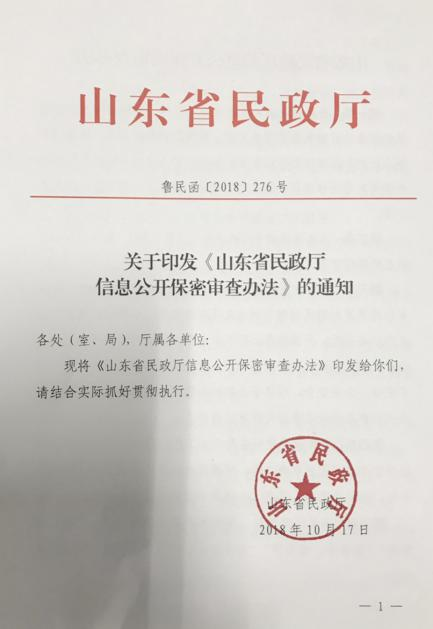 山东省民政厅
鲁民函〔2018〕276号
关于印发《山东省民政厅
信息公开保密审查办法》的通知
各处（室、局），厅属各单位：
现将《山东省民政厅信息公开保密审查办法》印发给你们，
请结合实际抓好贯彻执行。
山东省民政厅
山东省民政厅
2018年10月17日
— 1 —